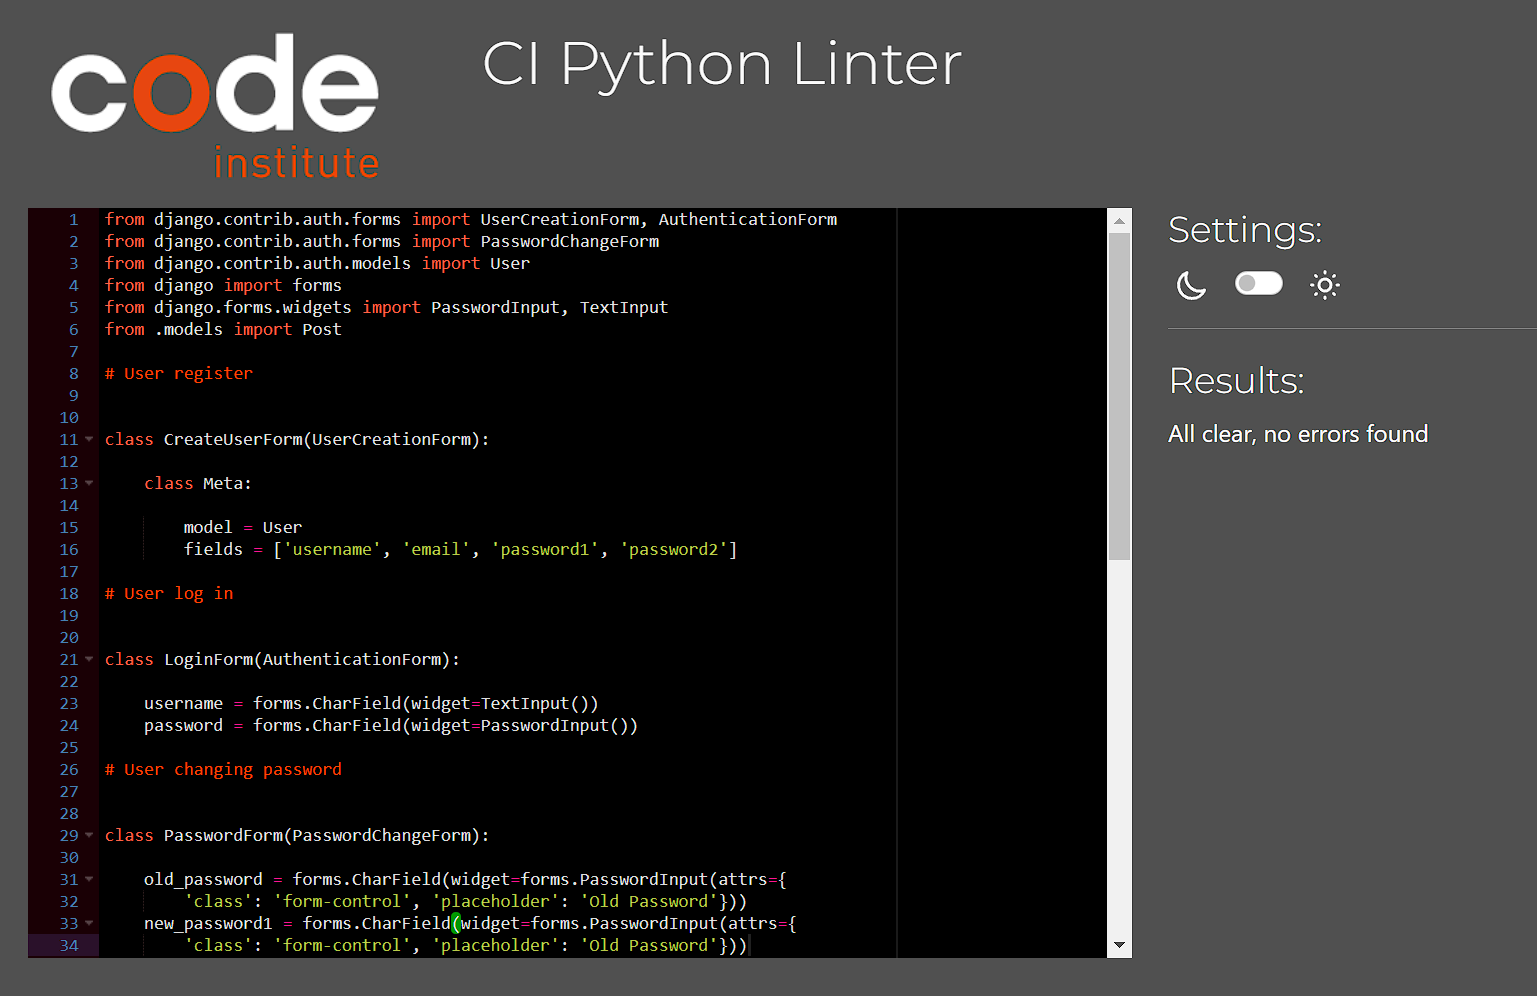 code
institute
CI Python Linter
1 from django.contrib.auth.forms import UserCreationForm, AuthenticationForm
2 from django.contrib.auth.forms import PasswordChangeForm
3 from django.contrib.auth.models import User
4 from django import forms
5 from django.forms.widgets import PasswordInput, TextInput
6 from .models import Post
7
8 # User register
9
10
11 class CreateUserForm(UserCreationForm):
12
13     class Meta:
14
15         model = User
16         fields = ['username', 'email', 'password1', 'password2']
17
18 # User log in
19
20
21 class LoginForm(AuthenticationForm):
22
23     username = forms.CharField(widget=TextInput())
24     password = forms.CharField(widget=PasswordInput())
25
26 # User changing password
27
28
29 class PasswordForm(PasswordChangeForm):
30
31     old_password = forms.CharField(widget=forms.PasswordInput(attrs={
32         'class': 'form-control', 'placeholder': 'Old Password'}))
33     new_password1 = forms.CharField(widget=forms.PasswordInput(attrs={
34         'class': 'form-control', 'placeholder': 'Old Password'}))
Settings:
Results:
All clear, no errors found